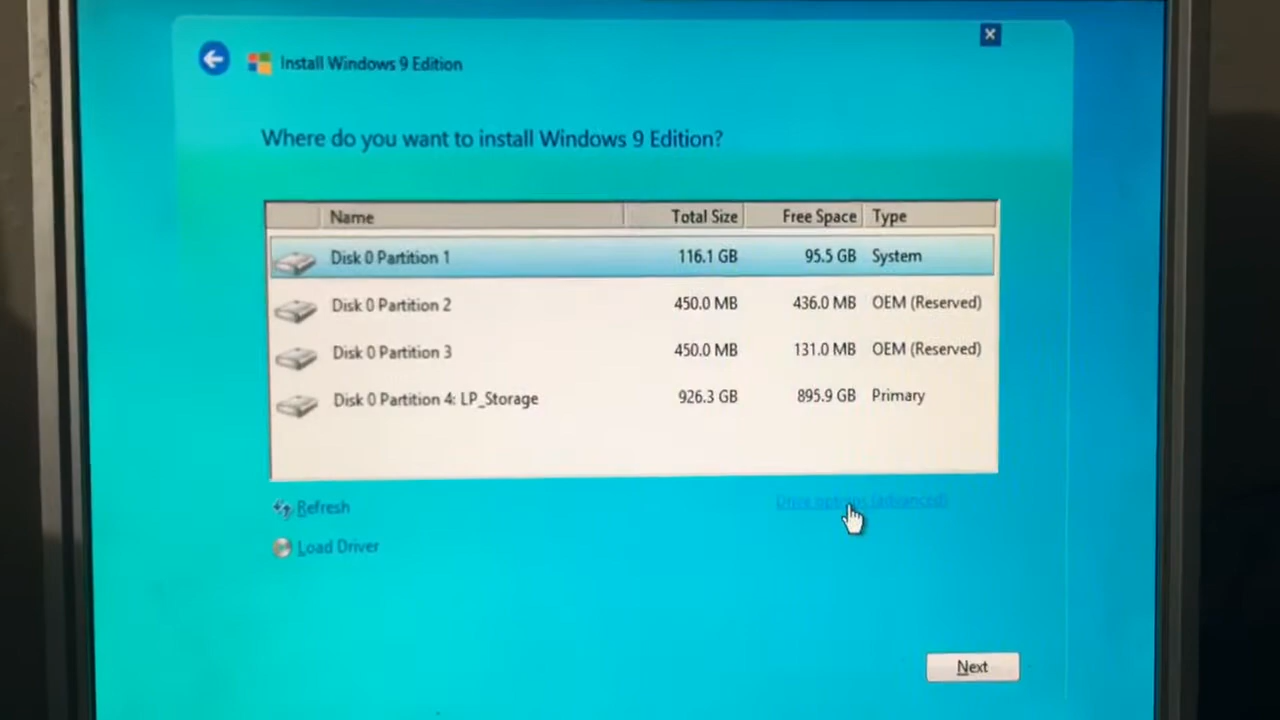 Install Windows 9 Edition
Where do you want to install Windows 9 Edition?
Name Total Size Free Space Type
Disk 0 Partition 1 116.1 GB 95.5 GB System
Disk 0 Partition 2 450.0 MB 436.0 MB OEM (Reserved)
Disk 0 Partition 3 450.0 MB 131.0 MB OEM (Reserved)
Disk 0 Partition 4: LP_Storage 926.3 GB 895.9 GB Primary
Refresh Drive options (advanced)
Load Driver
Next